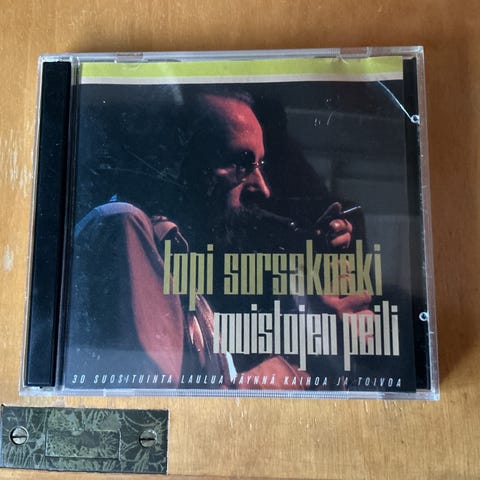 topi sorsakoski
muistojen peili
30 SUOSITUINTA LAULUA TÄYNNÄ KAIHOA JA TOIVOA